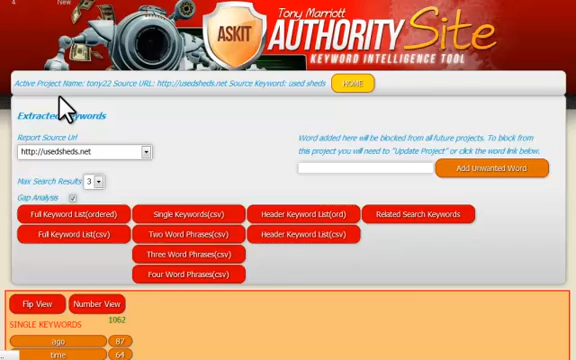 4
New
Tony Marriott
ASKIT
AUTHORITY Site
KEYWORD INTELLIGENCE TOOL
Active Project Name: tony22 Source URL: http://usedsheds.net Source Keyword: used sheds
HOME
Report Source Url
http://usedsheds.net
Word added here will be blocked from all future projects. To block from
this project you will need to "Update Project" or click the word link below.
Add Unwanted Word
Max Search Results 3
Gap Analysis
Full Keyword List(ordered)
Single Keywords(csv)
Header Keyword List(ord)
Related Search Keywords
Full Keyword List(csv)
Two Word Phrases(csv)
Header Keyword List(csv)
Three Word Phrases(csv)
Four Word Phrases(csv)
Flip View
Number View
SINGLE KEYWORDS
1062
ago 87
time 64